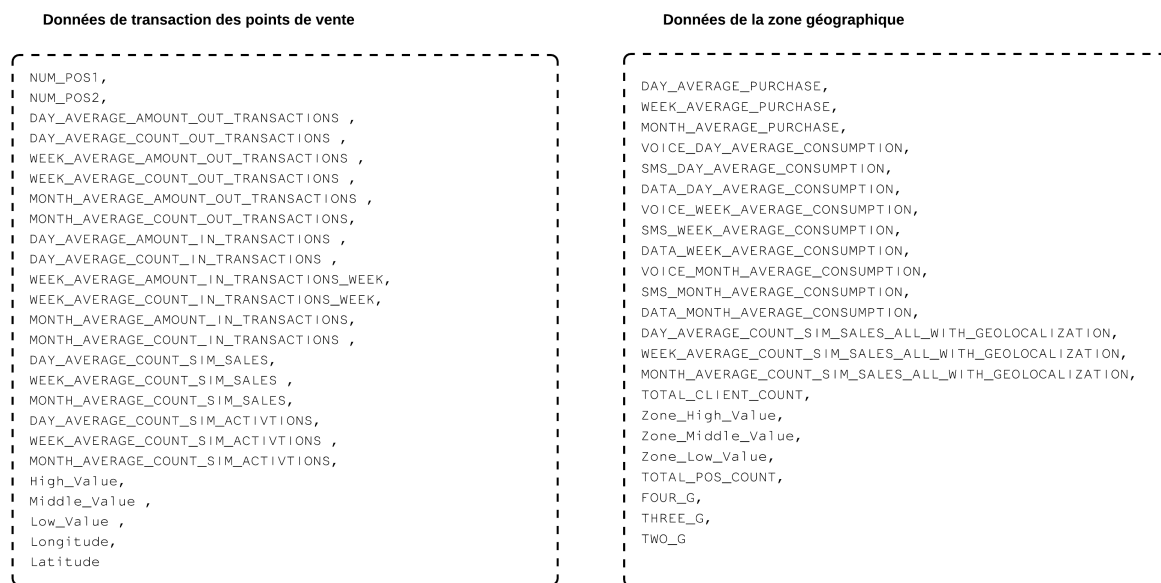 Données de transaction des points de vente
NUM_POS1,
NUM_POS2,
DAY_AVERAGE_AMOUNT_OUT_TRANSACTIONS ,
DAY_AVERAGE_COUNT_OUT_TRANSACTIONS ,
WEEK_AVERAGE_AMOUNT_OUT_TRANSACTIONS ,
WEEK_AVERAGE_COUNT_OUT_TRANSACTIONS ,
MONTH_AVERAGE_AMOUNT_OUT_TRANSACTIONS ,
MONTH_AVERAGE_COUNT_OUT_TRANSACTIONS,
DAY_AVERAGE_AMOUNT_IN_TRANSACTIONS ,
DAY_AVERAGE_COUNT_IN_TRANSACTIONS ,
WEEK_AVERAGE_AMOUNT_IN_TRANSACTIONS_WEEK,
WEEK_AVERAGE_COUNT_IN_TRANSACTIONS_WEEK,
MONTH_AVERAGE_AMOUNT_IN_TRANSACTIONS,
MONTH_AVERAGE_COUNT_IN_TRANSACTIONS ,
DAY_AVERAGE_COUNT_SIM_SALES,
WEEK_AVERAGE_COUNT_SIM_SALES ,
MONTH_AVERAGE_COUNT_SIM_SALES,
DAY_AVERAGE_COUNT_SIM_ACTIVTIONS,
WEEK_AVERAGE_COUNT_SIM_ACTIVTIONS ,
MONTH_AVERAGE_COUNT_SIM_ACTIVTIONS,
High_Value,
Middle_Value ,
Low_Value ,
Longitude,
Latitude
Données de la zone géographique
DAY_AVERAGE_PURCHASE,
WEEK_AVERAGE_PURCHASE,
MONTH_AVERAGE_PURCHASE,
VOICE_DAY_AVERAGE_CONSUMPTION,
SMS_DAY_AVERAGE_CONSUMPTION,
DATA_DAY_AVERAGE_CONSUMPTION,
VOICE_WEEK_AVERAGE_CONSUMPTION,
SMS_WEEK_AVERAGE_CONSUMPTION,
DATA_WEEK_AVERAGE_CONSUMPTION,
VOICE_MONTH_AVERAGE_CONSUMPTION,
SMS_MONTH_AVERAGE_CONSUMPTION,
DATA_MONTH_AVERAGE_CONSUMPTION,
DAY_AVERAGE_COUNT_SIM_SALES_ALL_WITH_GEOLOCALIZATION,
WEEK_AVERAGE_COUNT_SIM_SALES_ALL_WITH_GEOLOCALIZATION,
MONTH_AVERAGE_COUNT_SIM_SALES_ALL_WITH_GEOLOCALIZATION,
TOTAL_CLIENT_COUNT,
Zone_High_Value,
Zone_Middle_Value,
Zone_Low_Value,
TOTAL_POS_COUNT,
FOUR_G,
THREE_G,
TWO_G